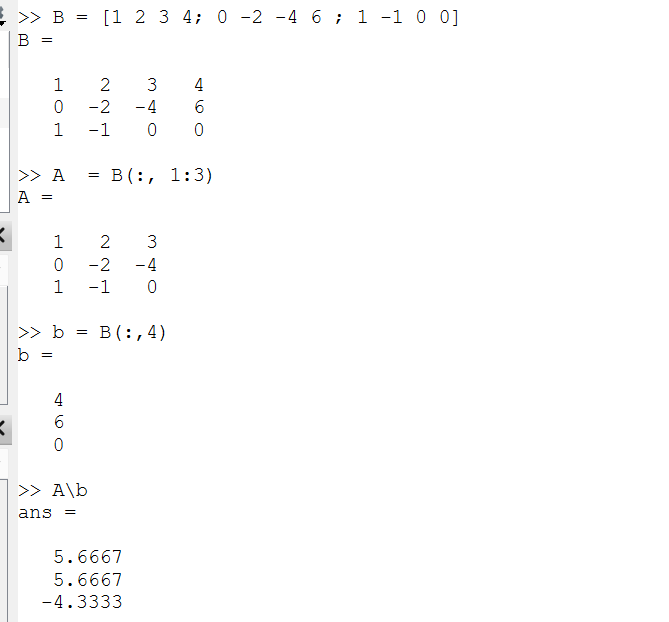 >> B = [1 2 3 4; 0 -2 -4 6 ; 1 -1 0 0]
B =
1 2 3 4
0 -2 -4 6
1 -1 0 0
>> A  = B(:, 1:3)
A =
1 2 3
0 -2 -4
1 -1 0
>> b = B(:,4)
b =
4
6
0
>> A\b
ans =
5.6667
5.6667
-4.3333